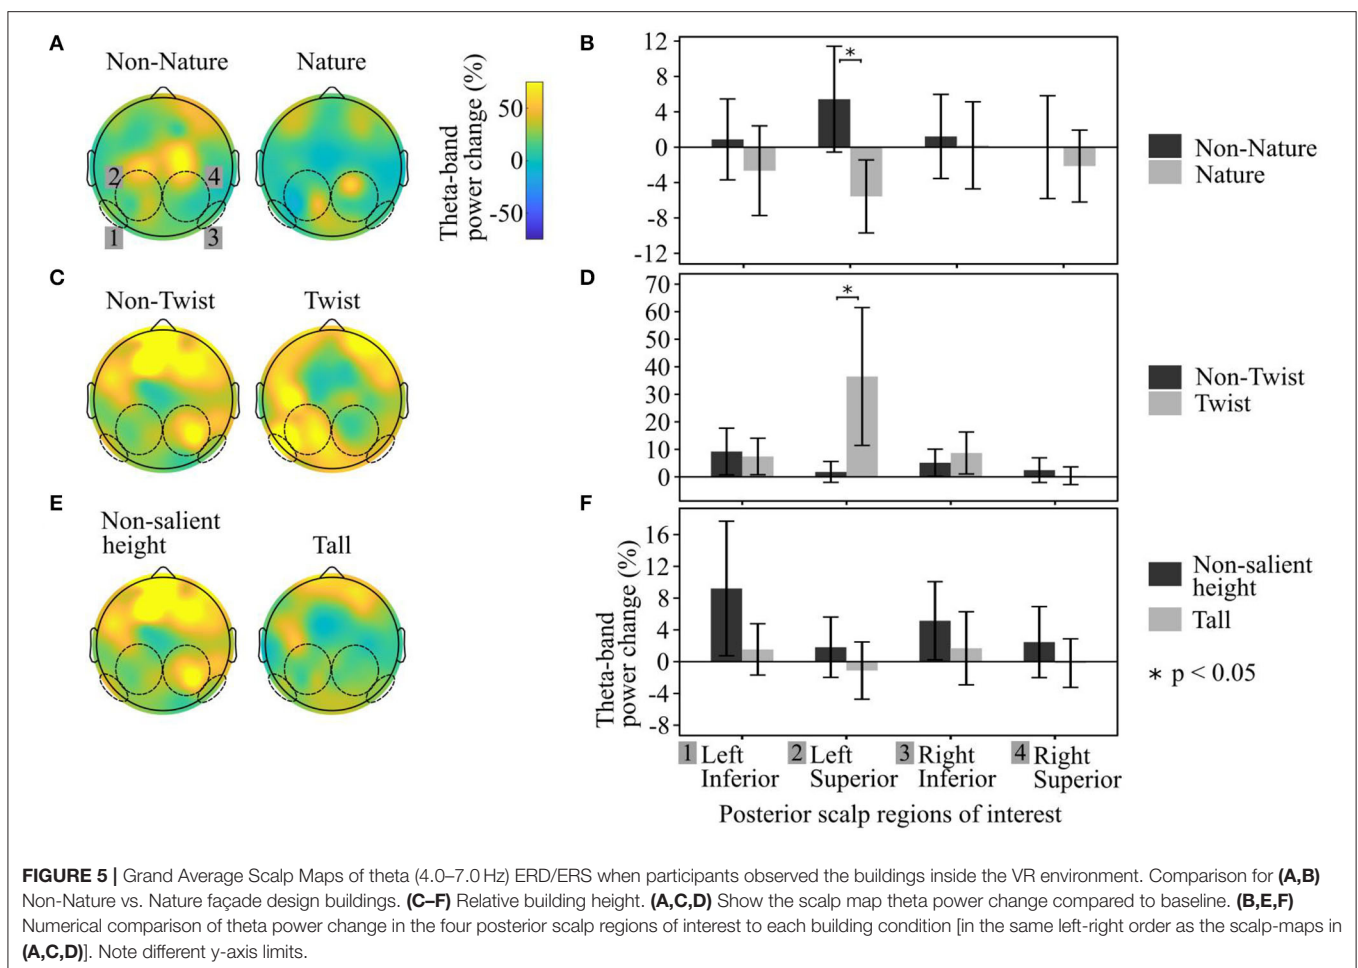 A
Non-Nature
Nature
Theta-band
power change (%)
50
0
-50
2
4
1
3
B
12
8
4
0
-4
-8
-12
*
Non-Nature
Nature
C
Non-Twist
Twist
D
70
60
50
40
30
20
10
0
*
Non-Twist
Twist
E
Non-salient
height
Tall
F
Theta-band
power change (%)
16
12
8
4
0
-4
-8
Non-salient
height
Tall
* p < 0.05
1 Left
Inferior
2 Left
Superior
3 Right
Inferior
4 Right
Superior
Posterior scalp regions of interest
FIGURE 5 | Grand Average Scalp Maps of theta (4.0–7.0 Hz) ERD/ERS when participants observed the buildings inside the VR environment. Comparison for (A,B)
Non-Nature vs. Nature façade design buildings. (C–F) Relative building height. (A,C,D) Show the scalp map theta power change compared to baseline. (B,E,F)
Numerical comparison of theta power change in the four posterior scalp regions of interest to each building condition [in the same left-right order as the scalp-maps in
(A,C,D)]. Note different y-axis limits.